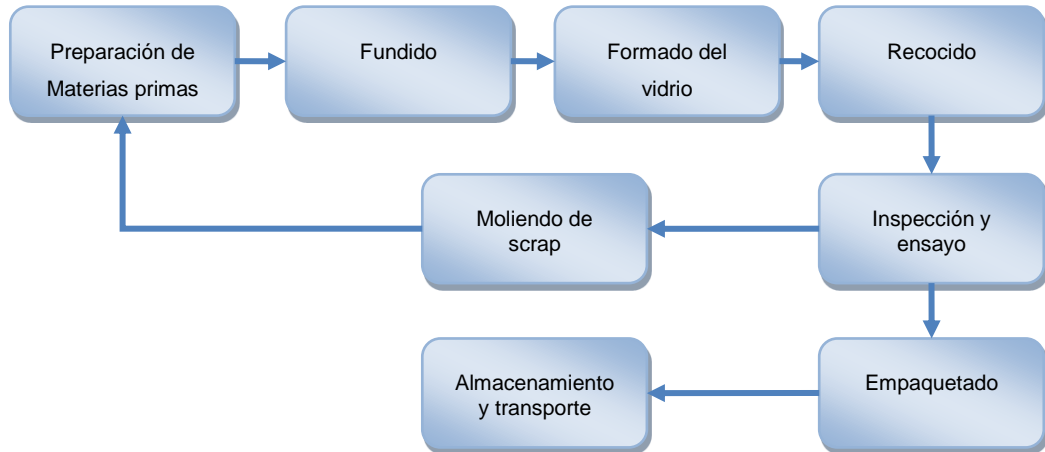 Preparación de
Materias primas
Fundido
Formado del
vidrio
Recocido
Moliendo de
scrap
Inspección y
ensayo
Almacenamiento
y transporte
Empaquetado